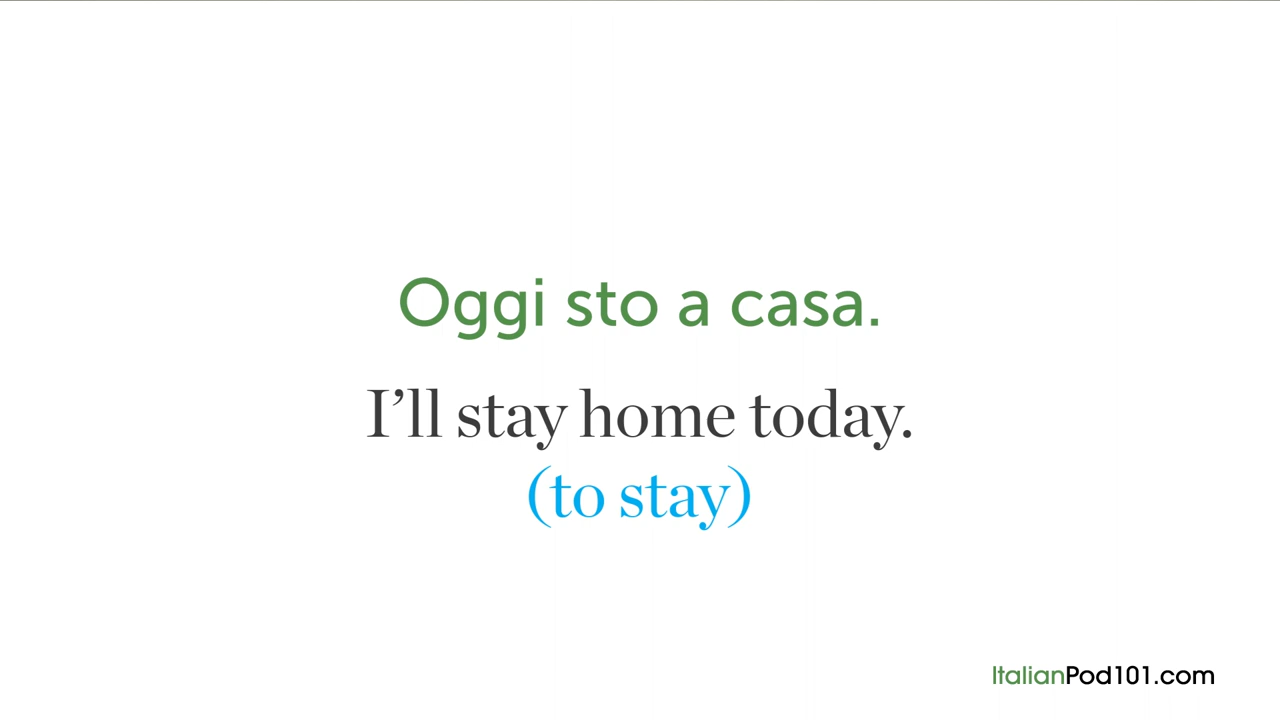 Oggi sto a casa.
I’ll stay home today.
(to stay)
ItalianPod101.com